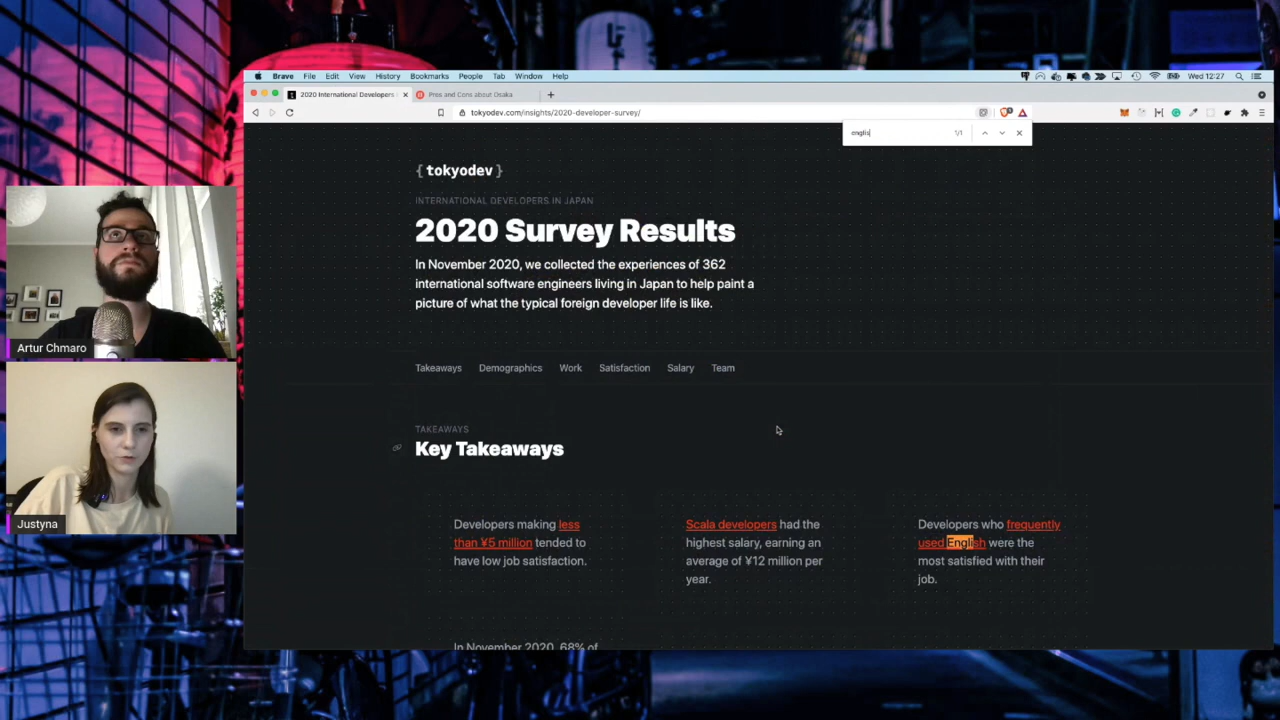 Brave File Edit View History Bookmarks People Tab Window Help
Wed 12:27
2020 International Developers
Pros and Cons about Osaka
tokyodev.com/insights/2020-developer-survey/
englis
1/1
{ tokyodev }
INTERNATIONAL DEVELOPERS IN JAPAN
2020 Survey Results
In November 2020, we collected the experiences of 362
international software engineers living in Japan to help paint a
picture of what the typical foreign developer life is like.
Takeaways Demographics Work Satisfaction Salary Team
TAKEAWAYS
Key Takeaways
Developers making less
than ¥5 million tended to
have low job satisfaction.
Scala developers had the
highest salary, earning an
average of ¥12 million per
year.
Developers who frequently
used English were the
most satisfied with their
job.
In November 2020, 68% of
Artur Chmaro
Justyna